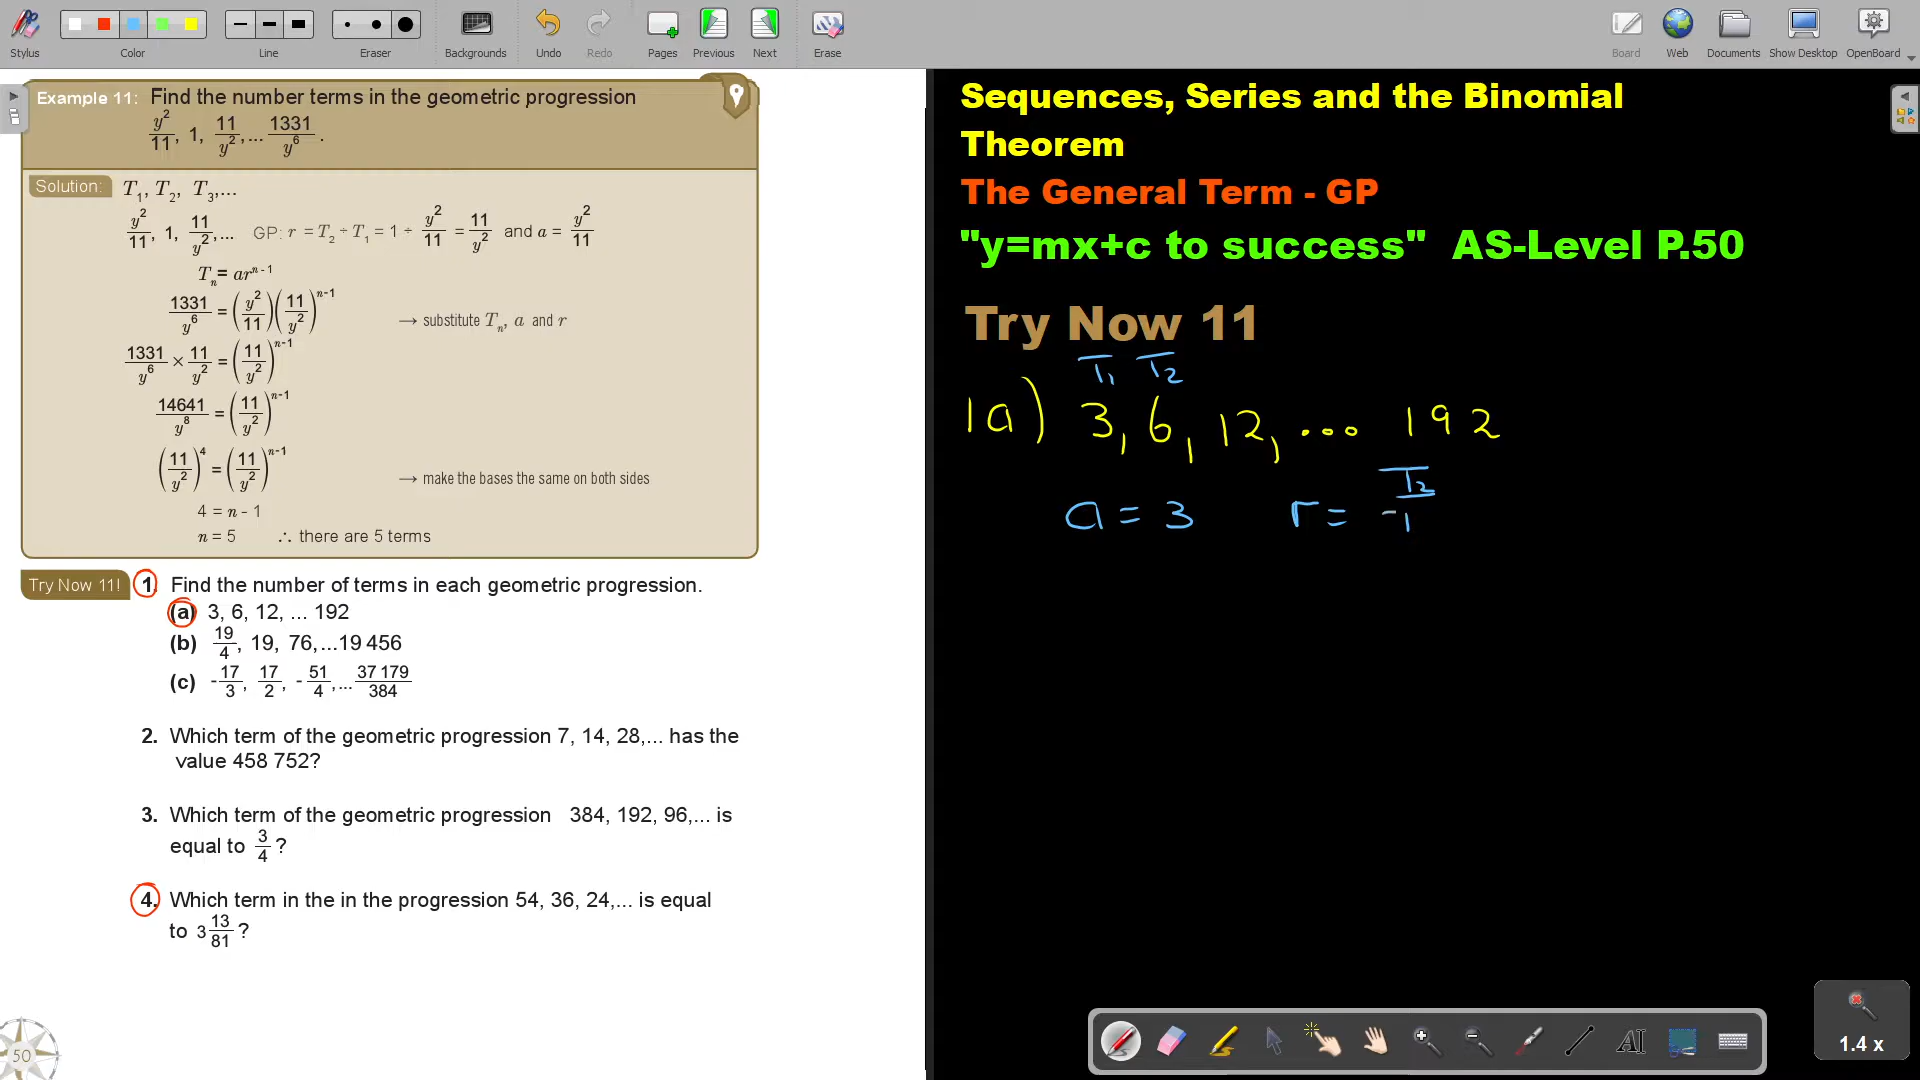 Stylus Color Line Eraser Backgrounds Undo Redo Pages Previous Next Erase Board Web Documents Show Desktop OpenBoard
Example 11: Find the number terms in the geometric progression
y²/11, 1, 11/y², ... 1331/y⁶ .
Solution: T₁, T₂, T₃,...
y²/11, 1, 11/y², ... GP: r = T₂ ÷ T₁ = 1 ÷ y²/11 = 11/y² and a = y²/11
Tₙ = arⁿ⁻¹
1331/y⁶ = (y²/11)(11/y²)ⁿ⁻¹ → substitute Tₙ, a and r
1331/y⁶ × 11/y² = (11/y²)ⁿ⁻¹
14641/y⁸ = (11/y²)ⁿ⁻¹
(11/y²)⁴ = (11/y²)ⁿ⁻¹ → make the bases the same on both sides
4 = n - 1
n = 5 ∴ there are 5 terms
Try Now 11! 1. Find the number of terms in each geometric progression.
(a) 3, 6, 12, ... 192
(b) 19/4, 19, 76,...19 456
(c) -17/3, 17/2, -51/4,... 37 179/384
2. Which term of the geometric progression 7, 14, 28,... has the
value 458 752?
3. Which term of the geometric progression 384, 192, 96,... is
equal to 3/4 ?
4. Which term in the in the progression 54, 36, 24,... is equal
to 3 13/81 ?
50
Sequences, Series and the Binomial
Theorem
The General Term - GP
"y=mx+c to success" AS-Level P.50
Try Now 11
T₁ T₂
1a) 3, 6, 12, ... 192
a = 3 r = T₂/T
1.4 x